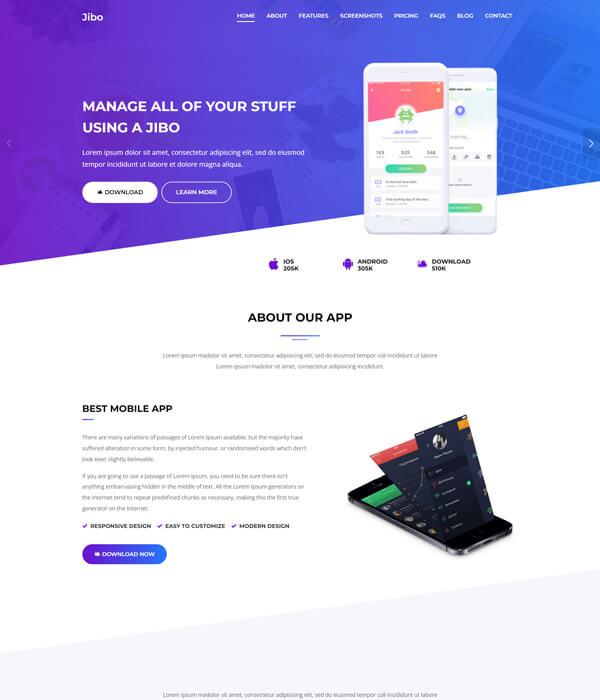 Jibo
HOME ABOUT FEATURES SCREENSHOTS PRICING FAQS BLOG CONTACT
MANAGE ALL OF YOUR STUFF
USING A JIBO
Lorem ipsum dolor sit amet, consectetur adipisicing elit, sed do eiusmod
tempor incididunt ut labore et dolore magna aliqua.
DOWNLOAD LEARN MORE
Profile
Jack Smith
163 525 548
FOLLOW
03
02
IOS
205K
ANDROID
305K
DOWNLOAD
510K
ABOUT OUR APP
Lorem ipsum madolor sit amet, consectetur adipisicing elit, sed do eiusmod tempor coli incididunt ut labore
Lorem ipsum madolor sit amet, consectetur adipisicing incididunt.
BEST MOBILE APP
There are many variations of passages of Lorem Ipsum available, but the majority have
suffered alteration in some form, by injected humour, or randomised words which don't
look even slightly believable.
If you are going to use a passage of Lorem Ipsum, you need to be sure there isn't
anything embarrassing hidden in the middle of text. All the Lorem Ipsum generators on
the Internet tend to repeat predefined chunks as necessary, making this the first true
generator on the Internet.
RESPONSIVE DESIGN EASY TO CUSTOMIZE MODERN DESIGN
DOWNLOAD NOW
Lorem ipsum madolor sit amet, consectetur adipisicing elit, sed do eiusmod tempor coli incididunt ut labore